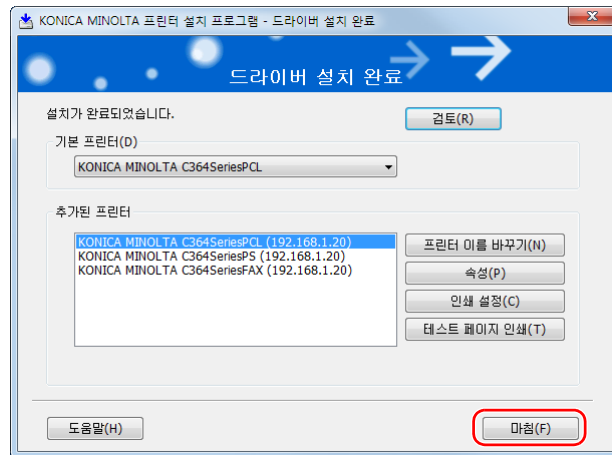 KONICA MINOLTA 프린터 설치 프로그램 - 드라이버 설치 완료
드라이버 설치 완료
설치가 완료되었습니다.
검토(R)
기본 프린터(D)
KONICA MINOLTA C364SeriesPCL
추가된 프린터
KONICA MINOLTA C364SeriesPCL (192.168.1.20)
KONICA MINOLTA C364SeriesPS (192.168.1.20)
KONICA MINOLTA C364SeriesFAX (192.168.1.20)
프린터 이름 바꾸기(N)
속성(P)
인쇄 설정(C)
테스트 페이지 인쇄(T)
도움말(H)
마침(F)